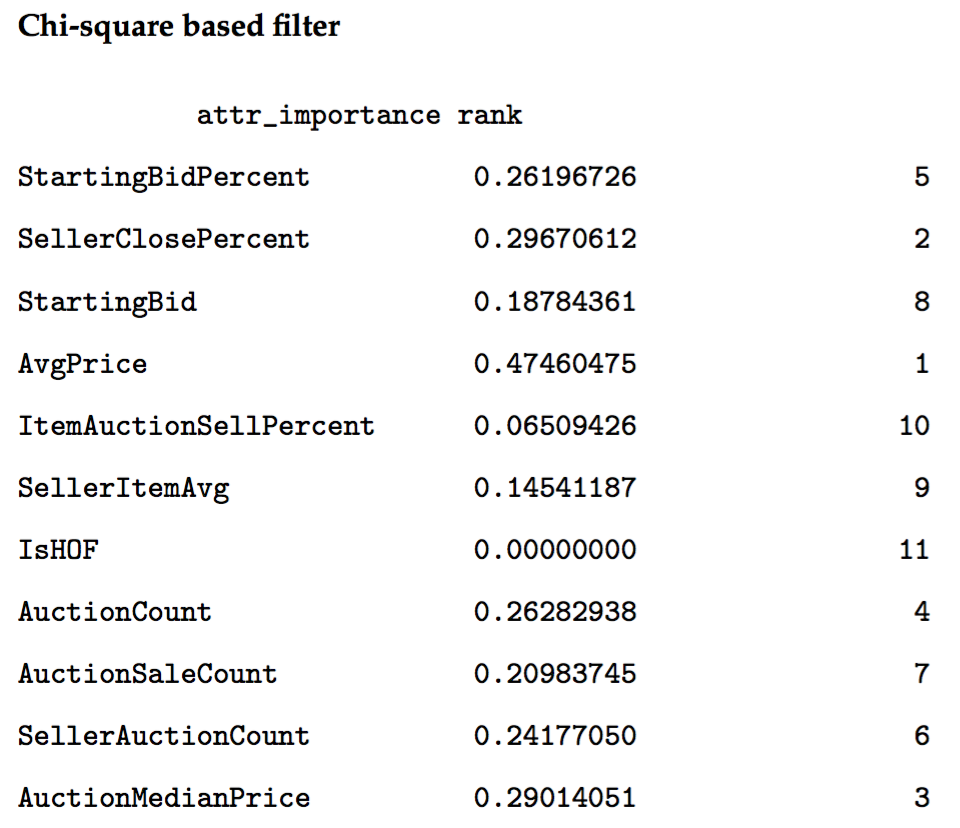 Chi-square based filter
attr_importance rank
StartingBidPercent 0.26196726 5
SellerClosePercent 0.29670612 2
StartingBid 0.18784361 8
AvgPrice 0.47460475 1
ItemAuctionSellPercent 0.06509426 10
SellerItemAvg 0.14541187 9
IsHOF 0.00000000 11
AuctionCount 0.26282938 4
AuctionSaleCount 0.20983745 7
SellerAuctionCount 0.24177050 6
AuctionMedianPrice 0.29014051 3